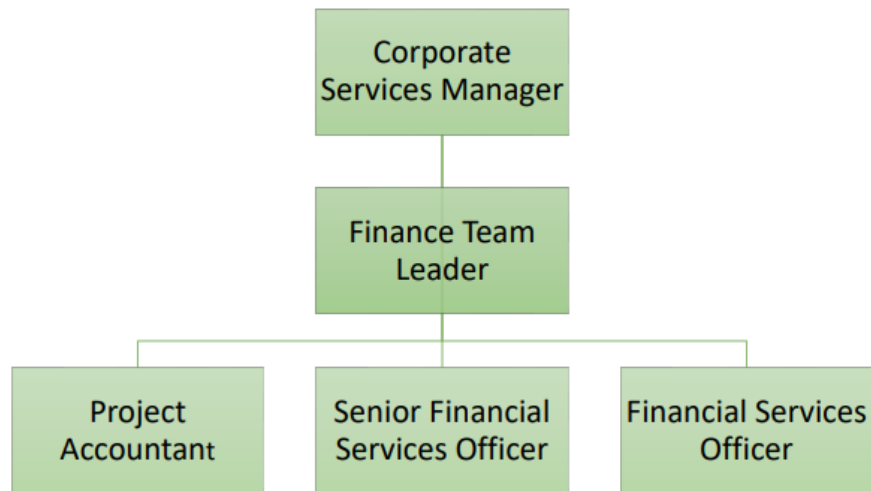 Corporate
Services Manager
Finance Team
Leader
Project
Accountant
Senior Financial
Services Officer
Financial Services
Officer